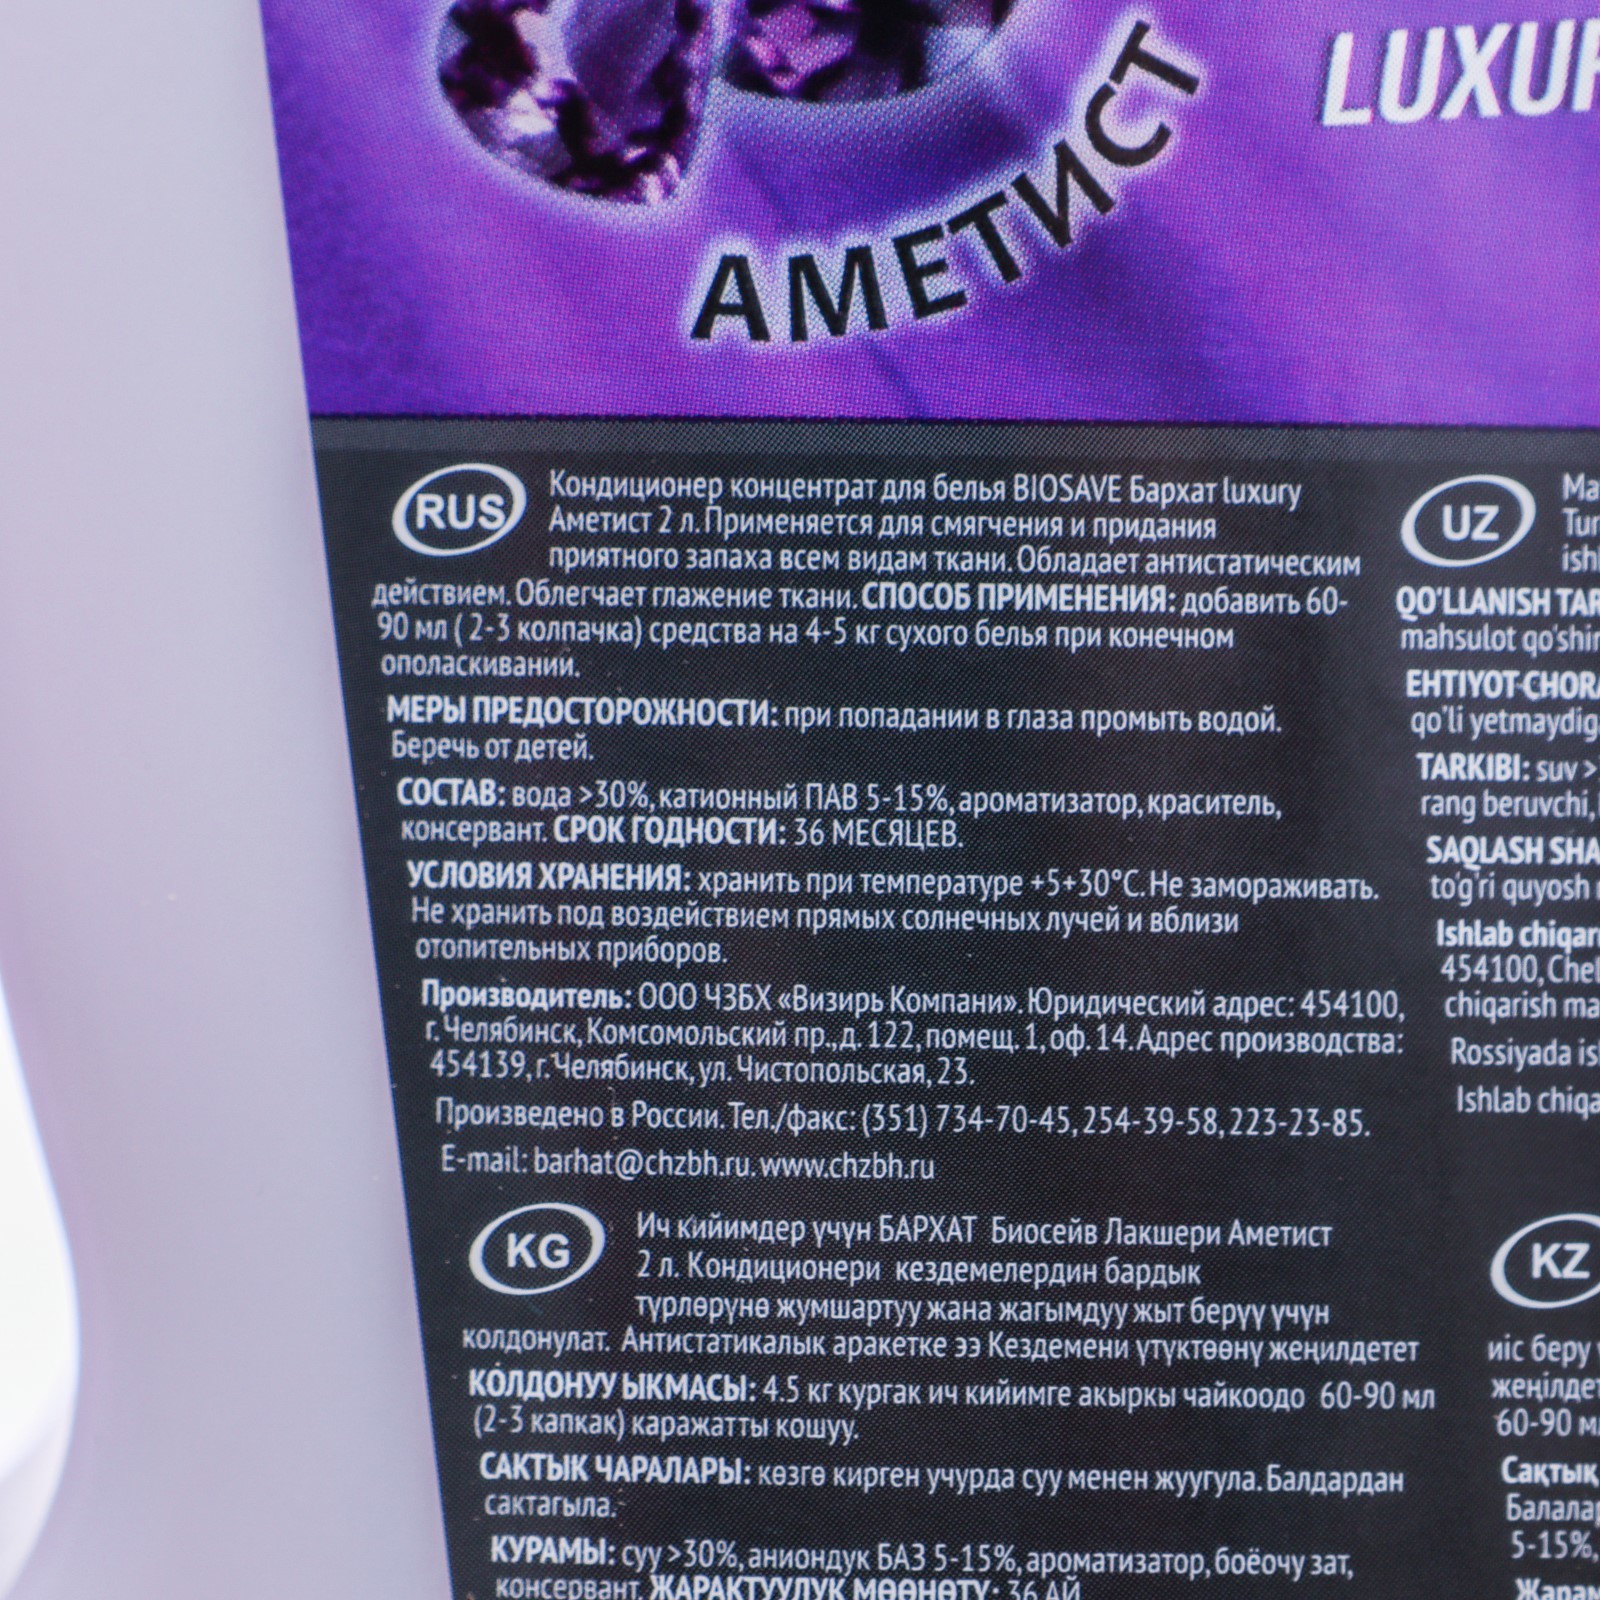 LUXUR
АМЕТИСТ
RUS
Кондиционер концентрат для белья BIOSAVE Бархат luxury
Аметист 2 л. Применяется для смягчения и придания
приятного запаха всем видам ткани. Обладает антистатическим
действием. Облегчает глажение ткани. СПОСОБ ПРИМЕНЕНИЯ: добавить 60-
90 мл ( 2-3 колпачка) средства на 4-5 кг сухого белья при конечном
ополаскивании.
МЕРЫ ПРЕДОСТОРОЖНОСТИ: при попадании в глаза промыть водой.
Беречь от детей.
СОСТАВ: вода >30%, катионный ПАВ 5-15%, ароматизатор, краситель,
консервант. СРОК ГОДНОСТИ: 36 МЕСЯЦЕВ.
УСЛОВИЯ ХРАНЕНИЯ: хранить при температуре +5+30°С. Не замораживать.
Не хранить под воздействием прямых солнечных лучей и вблизи
отопительных приборов.
Производитель: ООО ЧЗБХ «Визирь Компани». Юридический адрес: 454100,
г. Челябинск, Комсомольский пр., д. 122, помещ. 1, оф. 14. Адрес производства:
454139, г. Челябинск, ул. Чистопольская, 23.
Произведено в России. Тел./факс: (351) 734-70-45, 254-39-58, 223-23-85.
E-mail: barhat@chzbh.ru. www.chzbh.ru
KG
Ич кийимдер үчүн БАРХАТ Биосейв Лакшери Аметист
2 л. Кондиционери кездемелердин бардык
түрлөрүнө жумшартуу жана жагымдуу жыт берүү үчүн
колдонулат. Антистатикалык аракетке ээ Кездемени үтүктөөнү жеңилдетет
КОЛДОНУУ ЫКМАСЫ: 4.5 кг кургак ич кийимге акыркы чайкоодо 60-90 мл
(2-3 капкак) каражатты кошуу.
САКТЫК ЧАРАЛАРЫ: көзгө кирген учурда суу менен жуугула. Балдардан
сактагыла.
КУРАМЫ: суу >30%, аниондук БАЗ 5-15%, ароматизатор, боёочу зат,
консервант. ЖАРАКТУУЛУК МӨӨНӨТҮ: 36 АЙ
UZ
Ma
Tur
ish
QO'LLANISH TAR
mahsulot qo'shir
EHTIYOT CHORA
qo'li yetmaydiga
TARKIBI: suv >
rang beruvchi,
SAQLASH SHA
to'g'ri quyosh
Ishlab chiqar
454100, Chel
chiqarish ma
Rossiyada is
Ishlab chiqa
KZ
иіс беру
жеңілде
60-90 м
Сақтық
Балалар
5-15%,
Жарам